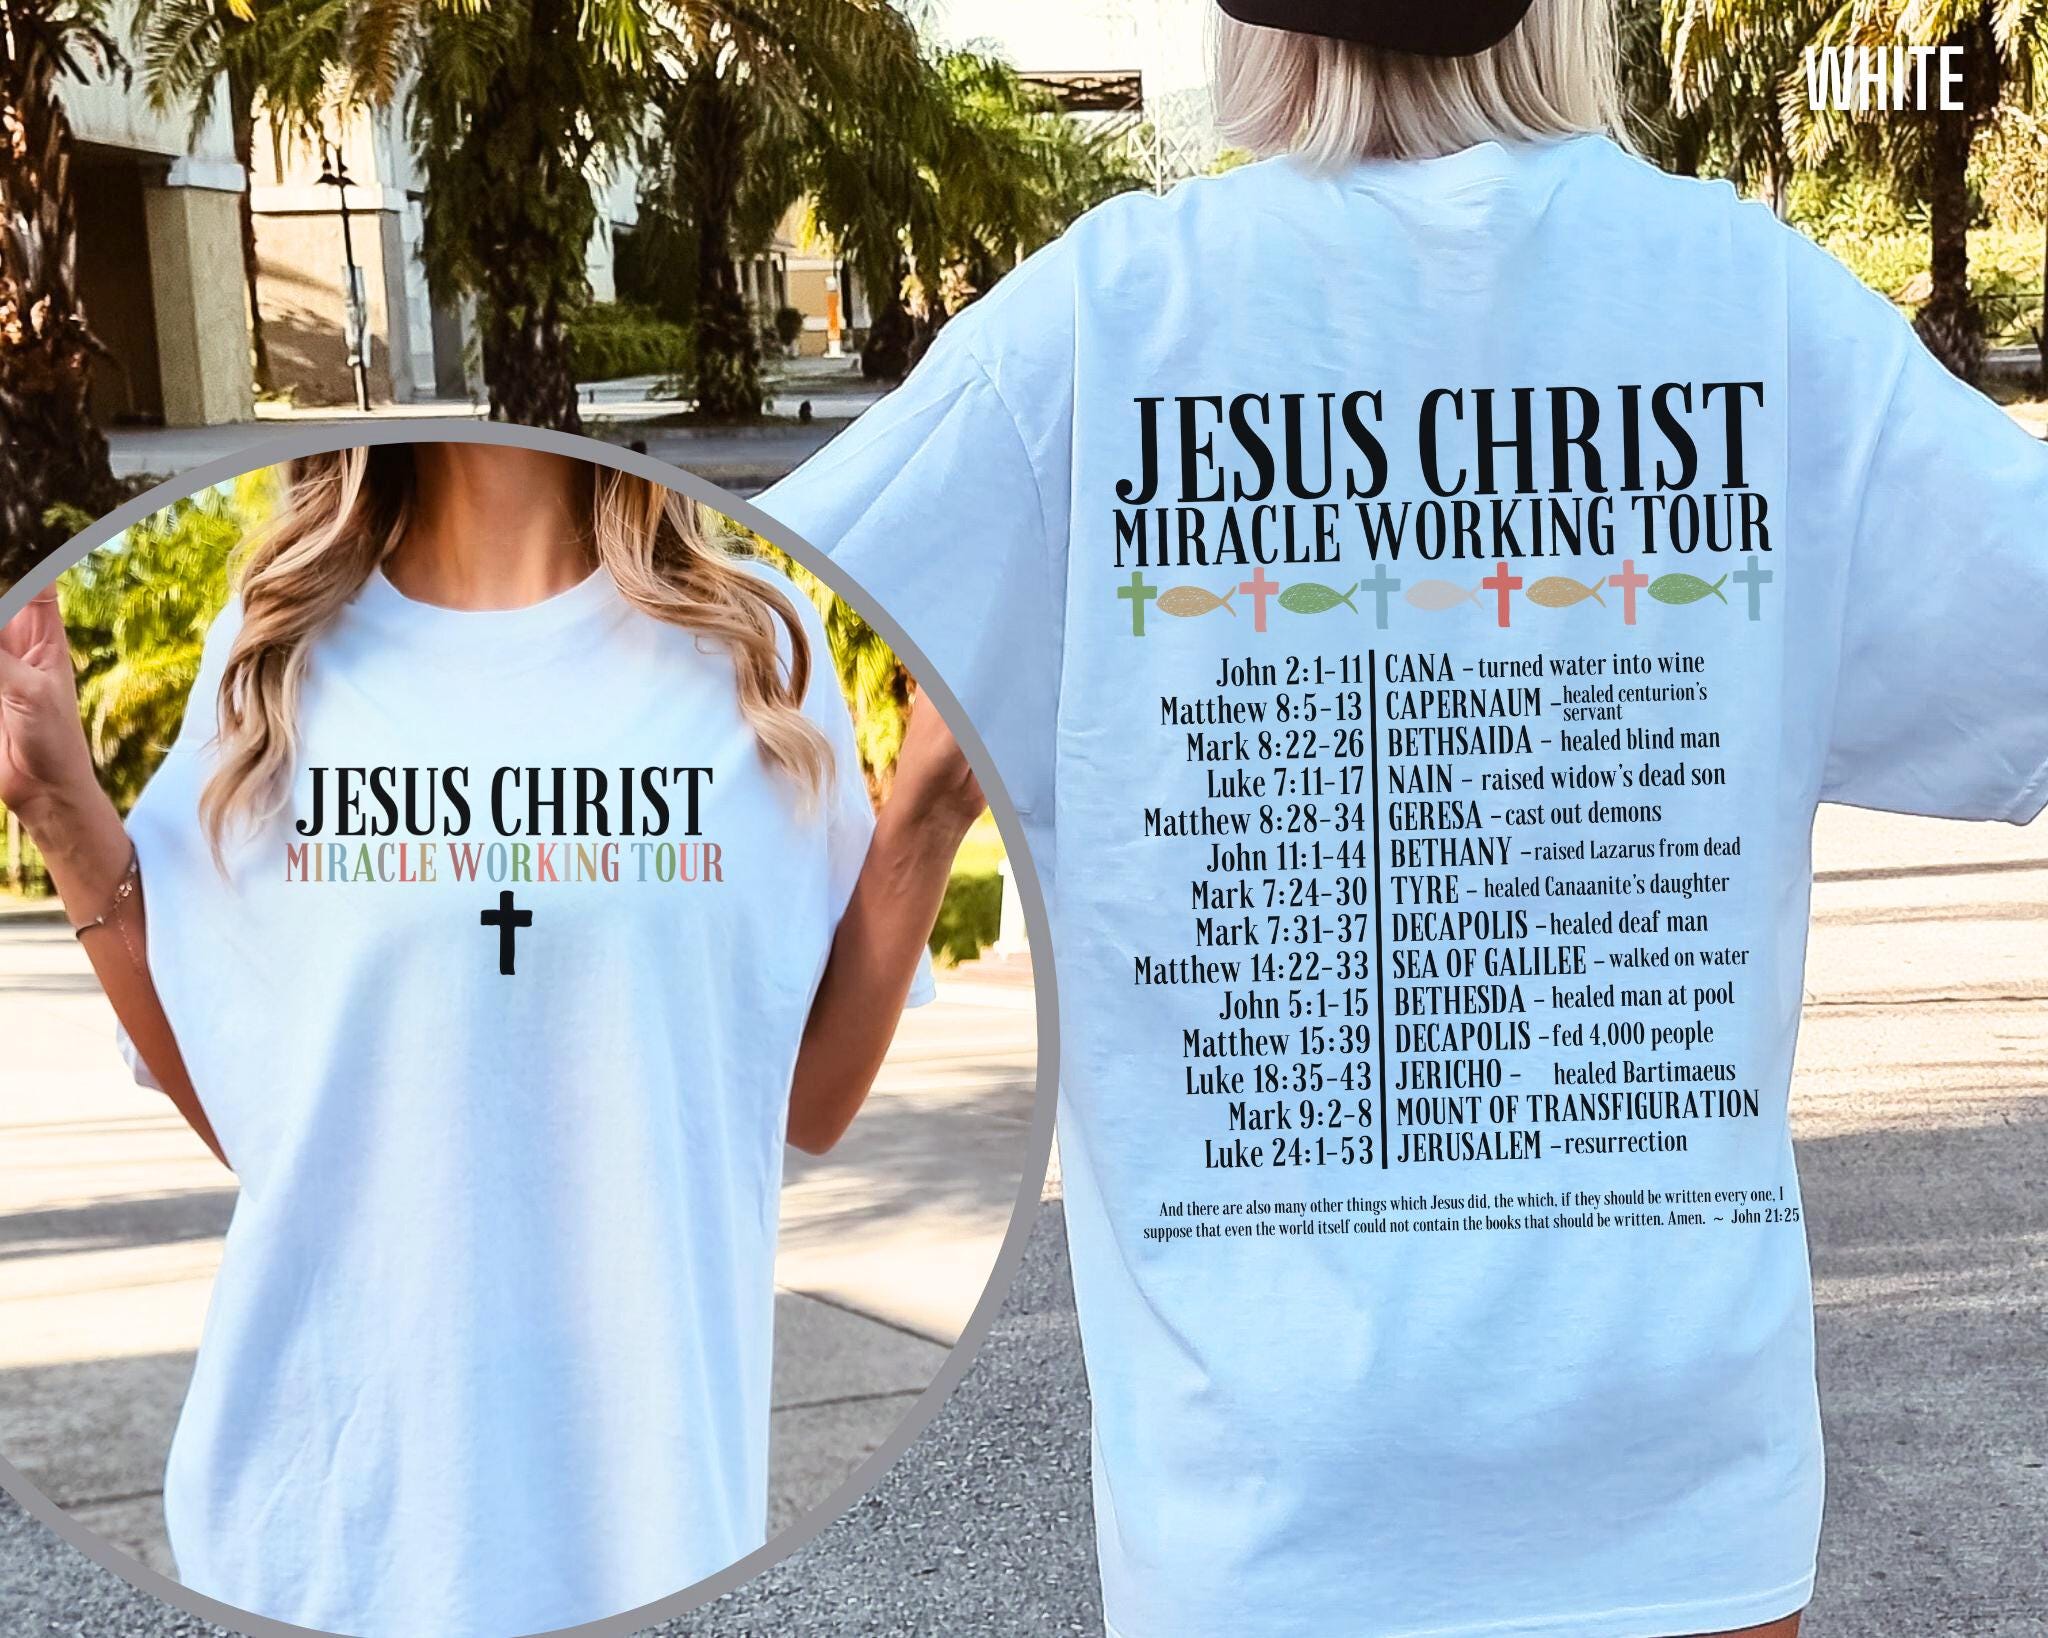 WHITE
JESUS CHRIST
MIRACLE WORKING TOUR
JESUS CHRIST
MIRACLE WORKING TOUR
John 2:1-11 | CANA - turned water into wine
Matthew 8:5-13 | CAPERNAUM - healed centurion's servant
Mark 8:22-26 | BETHSAIDA - healed blind man
Luke 7:11-17 | NAIN - raised widow's dead son
Matthew 8:28-34 | GERESA - cast out demons
John 11:1-44 | BETHANY - raised Lazarus from dead
Mark 7:24-30 | TYRE - healed Canaanite's daughter
Mark 7:31-37 | DECAPOLIS - healed deaf man
Matthew 14:22-33 | SEA OF GALILEE - walked on water
John 5:1-15 | BETHESDA - healed man at pool
Matthew 15:39 | DECAPOLIS - fed 4,000 people
Luke 18:35-43 | JERICHO - healed Bartimaeus
Mark 9:2-8 | MOUNT OF TRANSFIGURATION
Luke 24:1-53 | JERUSALEM - resurrection
And there are also many other things which Jesus did, the which, if they should be written every one, I
suppose that even the world itself could not contain the books that should be written. Amen. ~ John 21:25